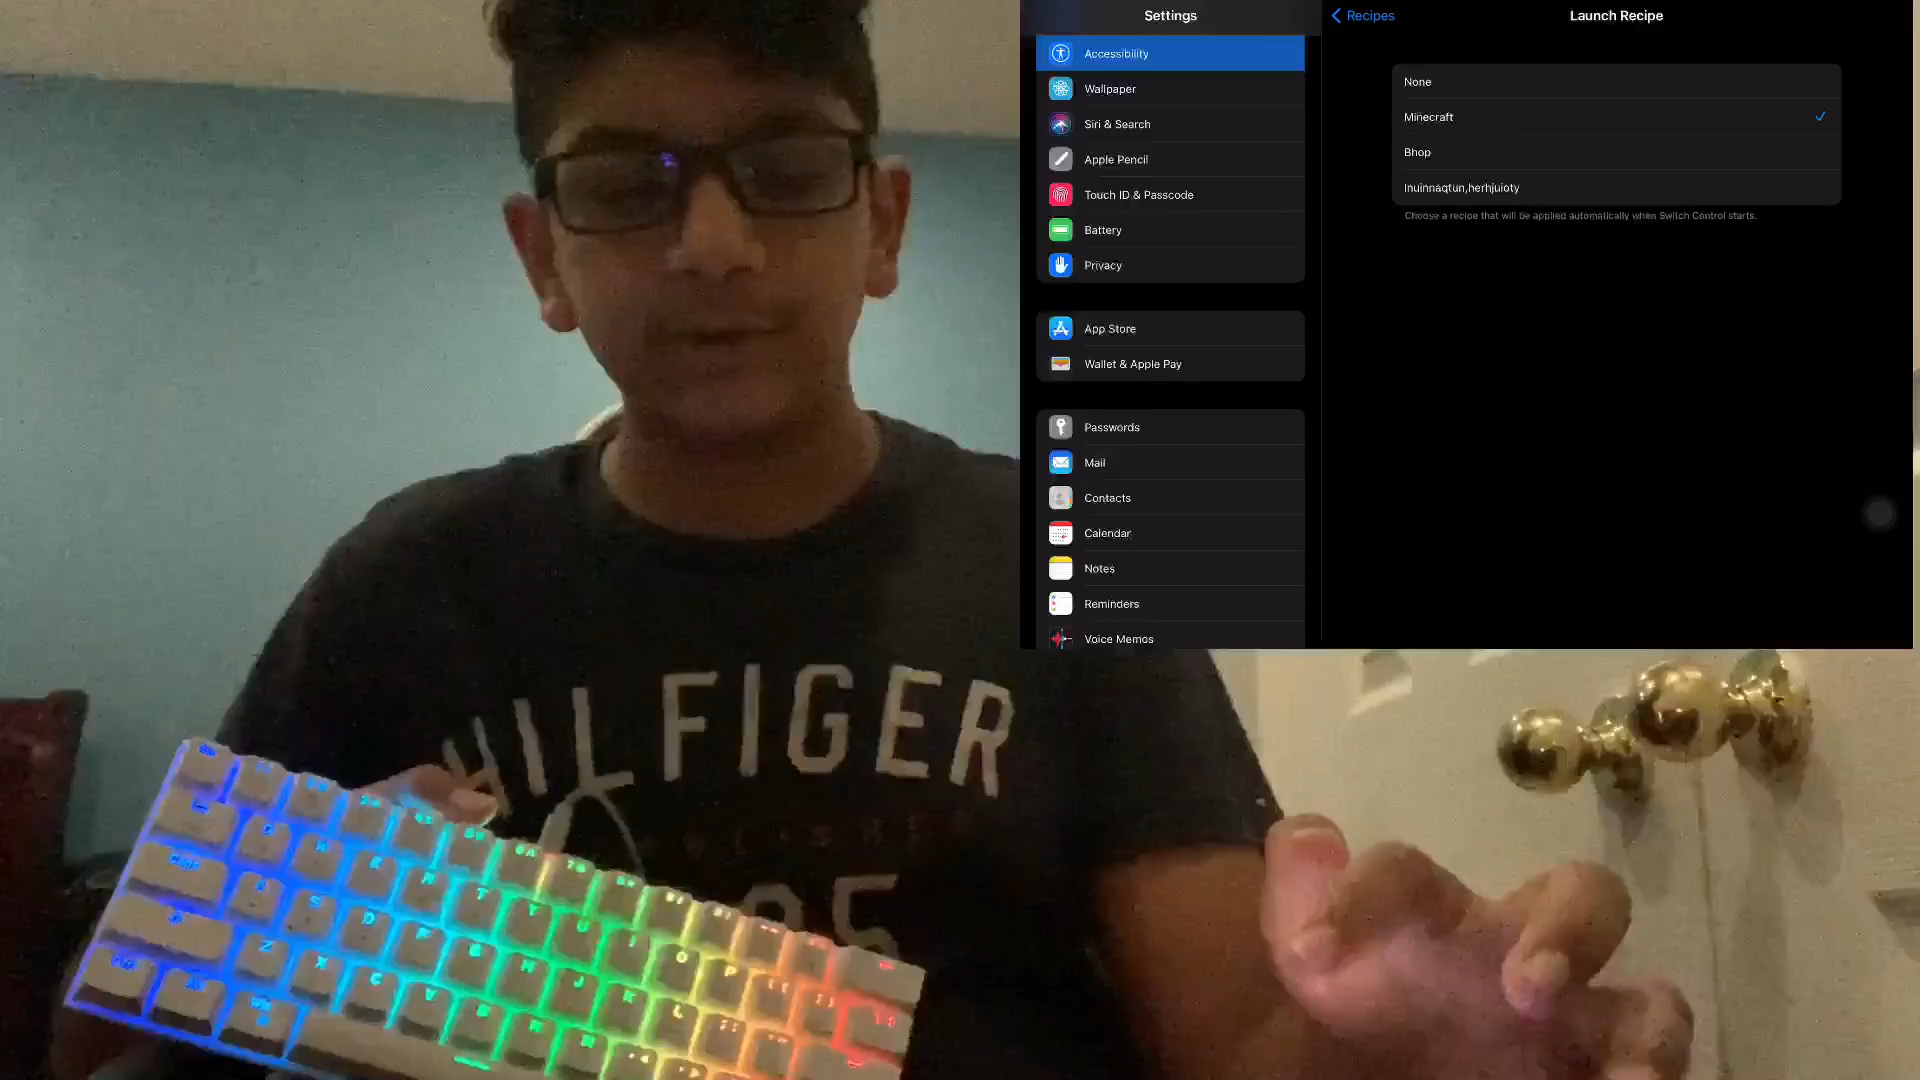 Settings
Accessibility
Wallpaper
Siri & Search
Apple Pencil
Touch ID & Passcode
Battery
Privacy
App Store
Wallet & Apple Pay
Passwords
Mail
Contacts
Calendar
Notes
Reminders
Voice Memos
Recipes
Launch Recipe
None
Minecraft
Bhop
Inuinnaqtun,herhjuioty
Choose a recipe that will be applied automatically when Switch Control starts.
HILFIGER
85
T Y U I O P
S D F G H J K L
Z X C V B N M